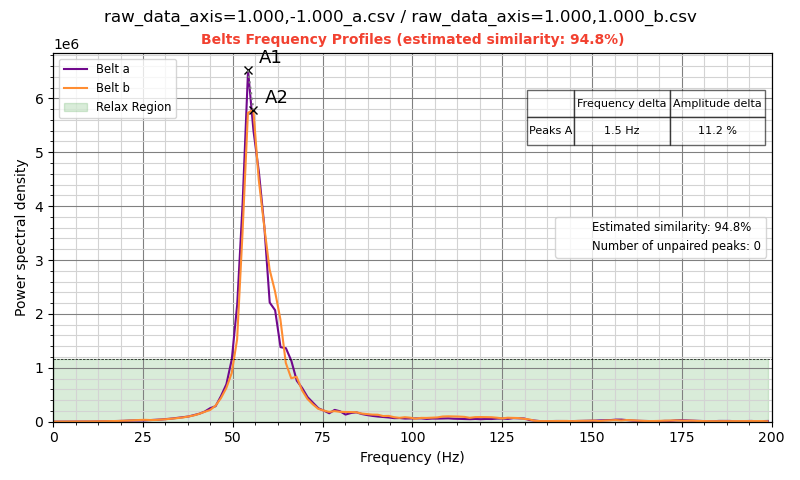 raw_data_axis=1.000,-1.000_a.csv / raw_data_axis=1.000,1.000_b.csv
Belts Frequency Profiles (estimated similarity: 94.8%)
1e6
A1
A2
Belt a
Belt b
Relax Region
Frequency delta Amplitude delta
Peaks A 1.5 Hz 11.2 %
Estimated similarity: 94.8%
Number of unpaired peaks: 0
Power spectral density
6
5
4
3
2
1
0
0 25 50 75 100 125 150 175 200
Frequency (Hz)